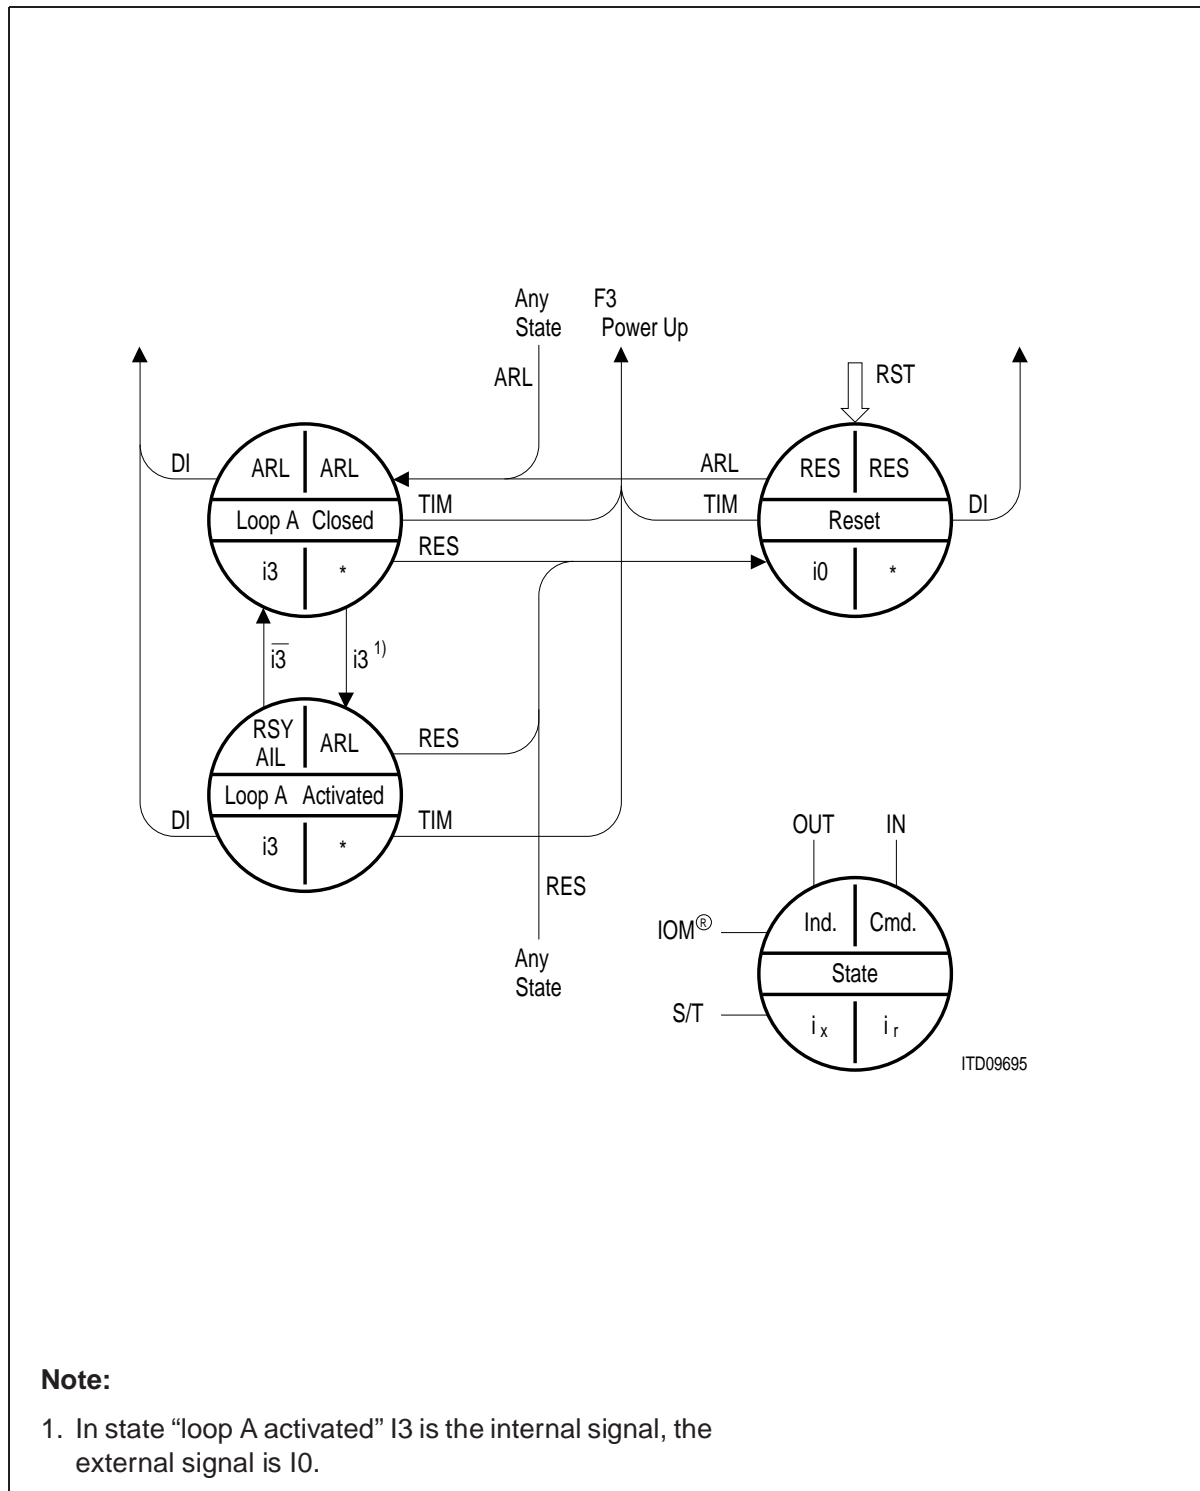 Any
State
F3
Power Up
ARL
RST
DI
ARL
ARL
ARL
RES
RES
Loop A Closed
TIM
TIM
Reset
DI
RES
i3
*
i0
*
i3̅
i3 1)
RSY
AIL
ARL
RES
Loop A Activated
DI
TIM
i3
*
OUT
IN
RES
IOM®
Ind.
Cmd.
Any
State
State
S/T
i x
i r
ITD09695
Note:
1. In state “loop A activated” I3 is the internal signal, the
external signal is I0.